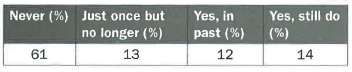 Never (%) Just once but no longer (%) Yes, in past (%) Yes, still do (%)
61 13 12 14